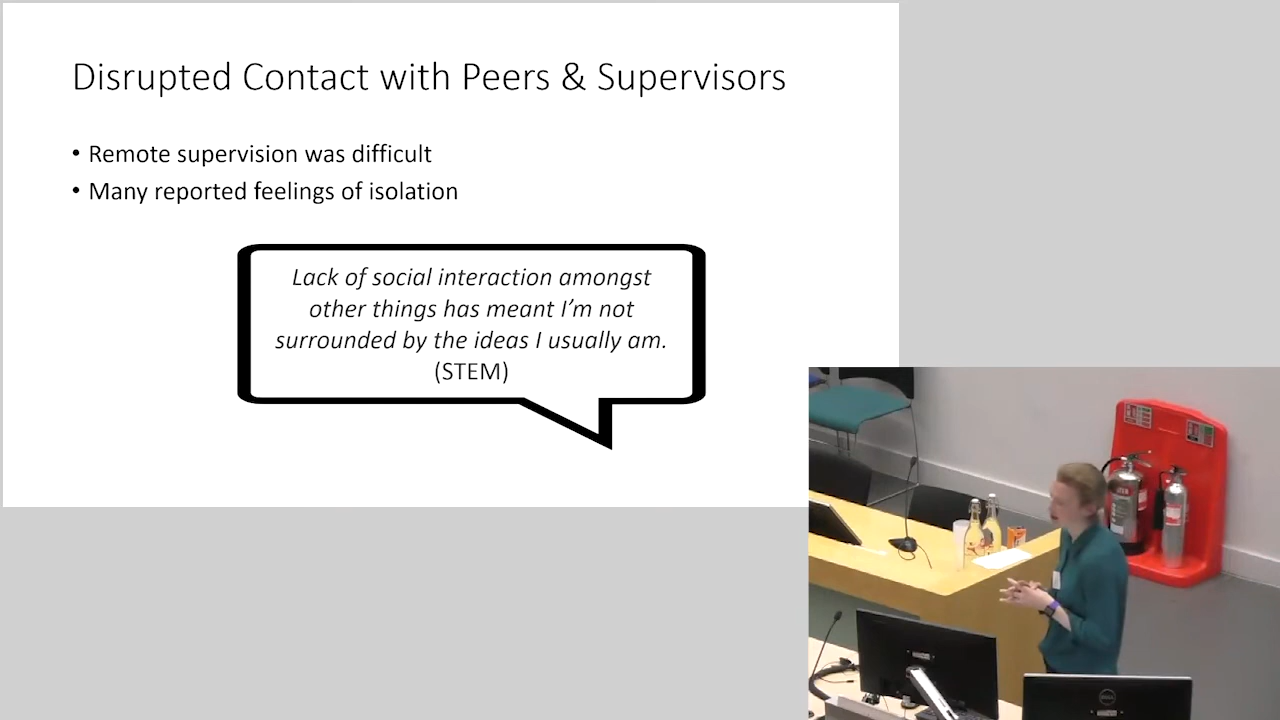 Disrupted Contact with Peers & Supervisors
• Remote supervision was difficult
• Many reported feelings of isolation
Lack of social interaction amongst
other things has meant I’m not
surrounded by the ideas I usually am.
(STEM)
DELL